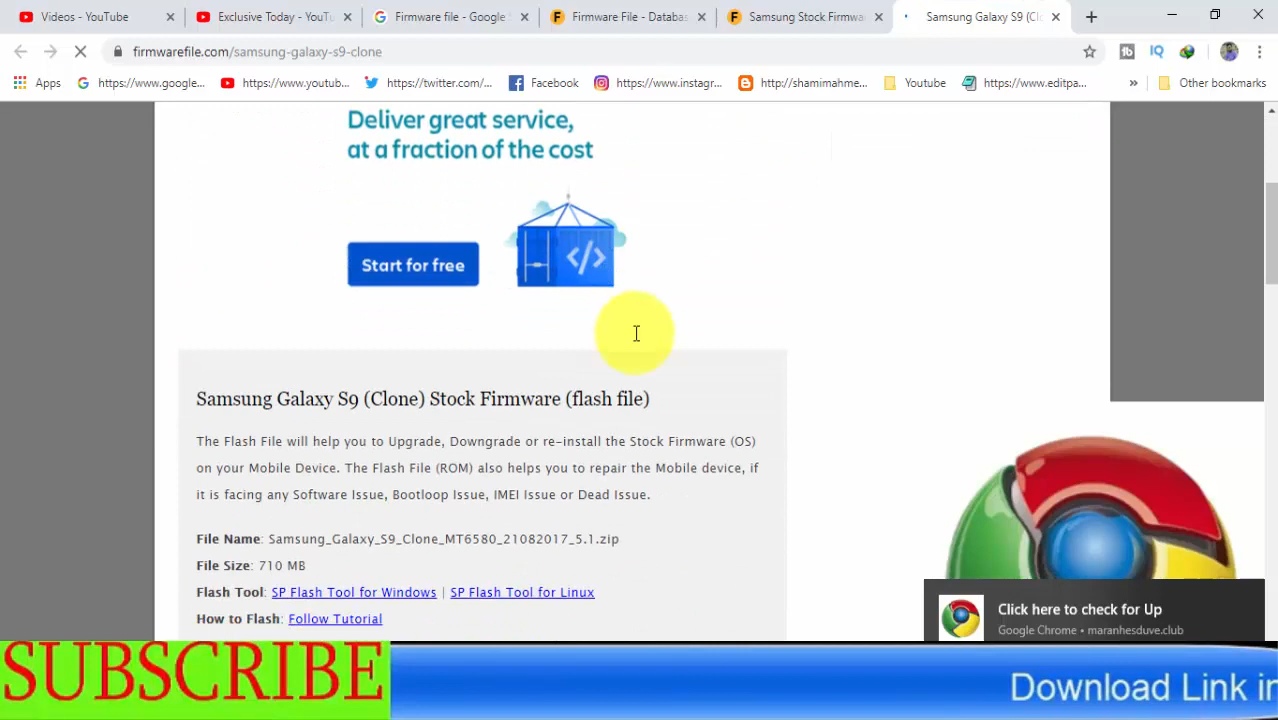 Videos - YouTube
Exclusive Today - YouTu
Firmware file - Google S
Firmware File - Databas
Samsung Stock Firmwa
Samsung Galaxy S9 (Cl
firmwarefile.com/samsung-galaxy-s9-clone
Apps
https://www.google...
https://www.youtub...
https://twitter.com/...
Facebook
https://www.instagr...
http://shamimahme...
Youtube
https://www.editpa...
»
Other bookmarks
Deliver great service,
at a fraction of the cost
Start for free
Samsung Galaxy S9 (Clone) Stock Firmware (flash file)
The Flash File will help you to Upgrade, Downgrade or re-install the Stock Firmware (OS)
on your Mobile Device. The Flash File (ROM) also helps you to repair the Mobile device, if
it is facing any Software Issue, Bootloop Issue, IMEI Issue or Dead Issue.
File Name: Samsung_Galaxy_S9_Clone_MT6580_21082017_5.1.zip
File Size: 710 MB
Flash Tool: SP Flash Tool for Windows | SP Flash Tool for Linux
How to Flash: Follow Tutorial
Click here to check for Up
Google Chrome • maranhesduve.club
SUBSCRIBE
Download Link in